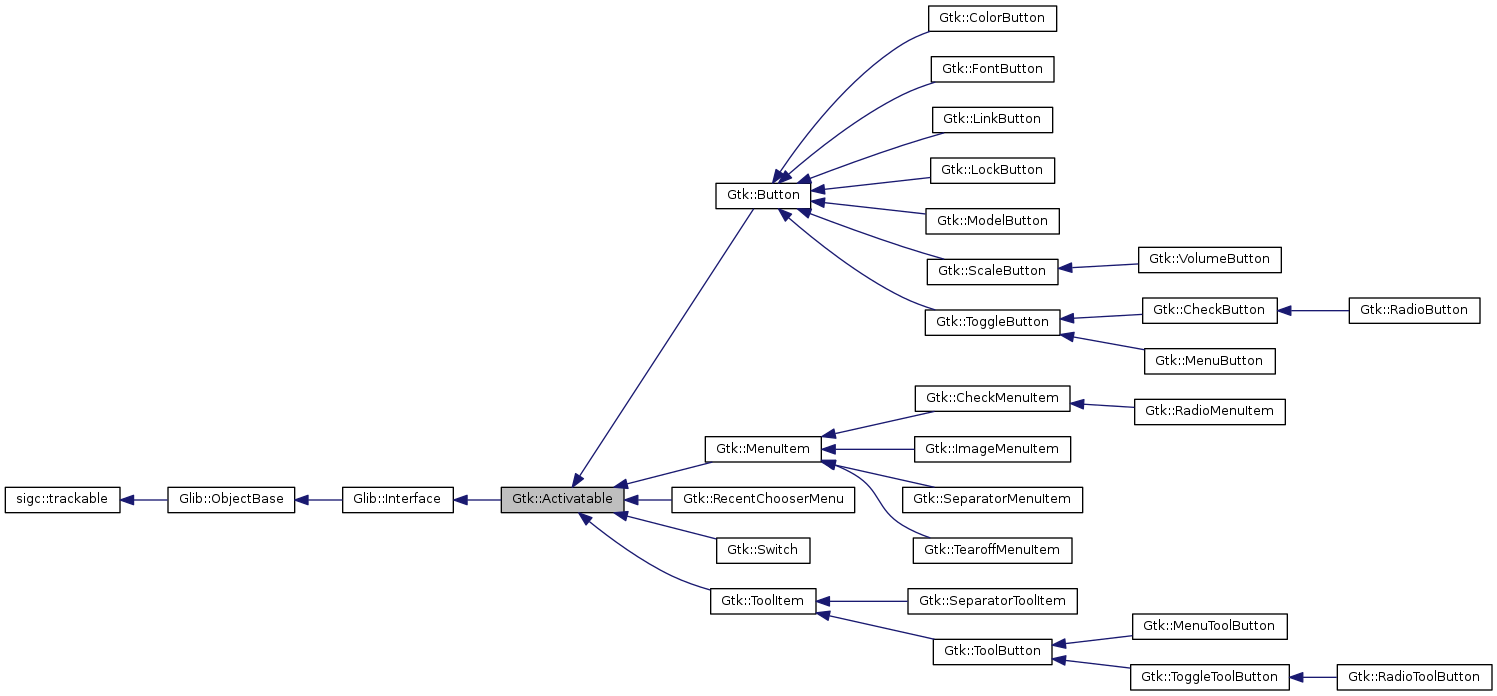 Gtk::ColorButton
Gtk::FontButton
Gtk::LinkButton
Gtk::LockButton
Gtk::Button
Gtk::ModelButton
Gtk::VolumeButton
Gtk::ScaleButton
Gtk::CheckButton
Gtk::RadioButton
Gtk::ToggleButton
Gtk::MenuButton
Gtk::CheckMenuItem
Gtk::RadioMenuItem
Gtk::MenuItem
Gtk::ImageMenuItem
sigc::trackable
Glib::ObjectBase
Glib::Interface
Gtk::Activatable
Gtk::RecentChooserMenu
Gtk::SeparatorMenuItem
Gtk::Switch
Gtk::TearoffMenuItem
Gtk::ToolItem
Gtk::SeparatorToolItem
Gtk::MenuToolButton
Gtk::ToolButton
Gtk::ToggleToolButton
Gtk::RadioToolButton